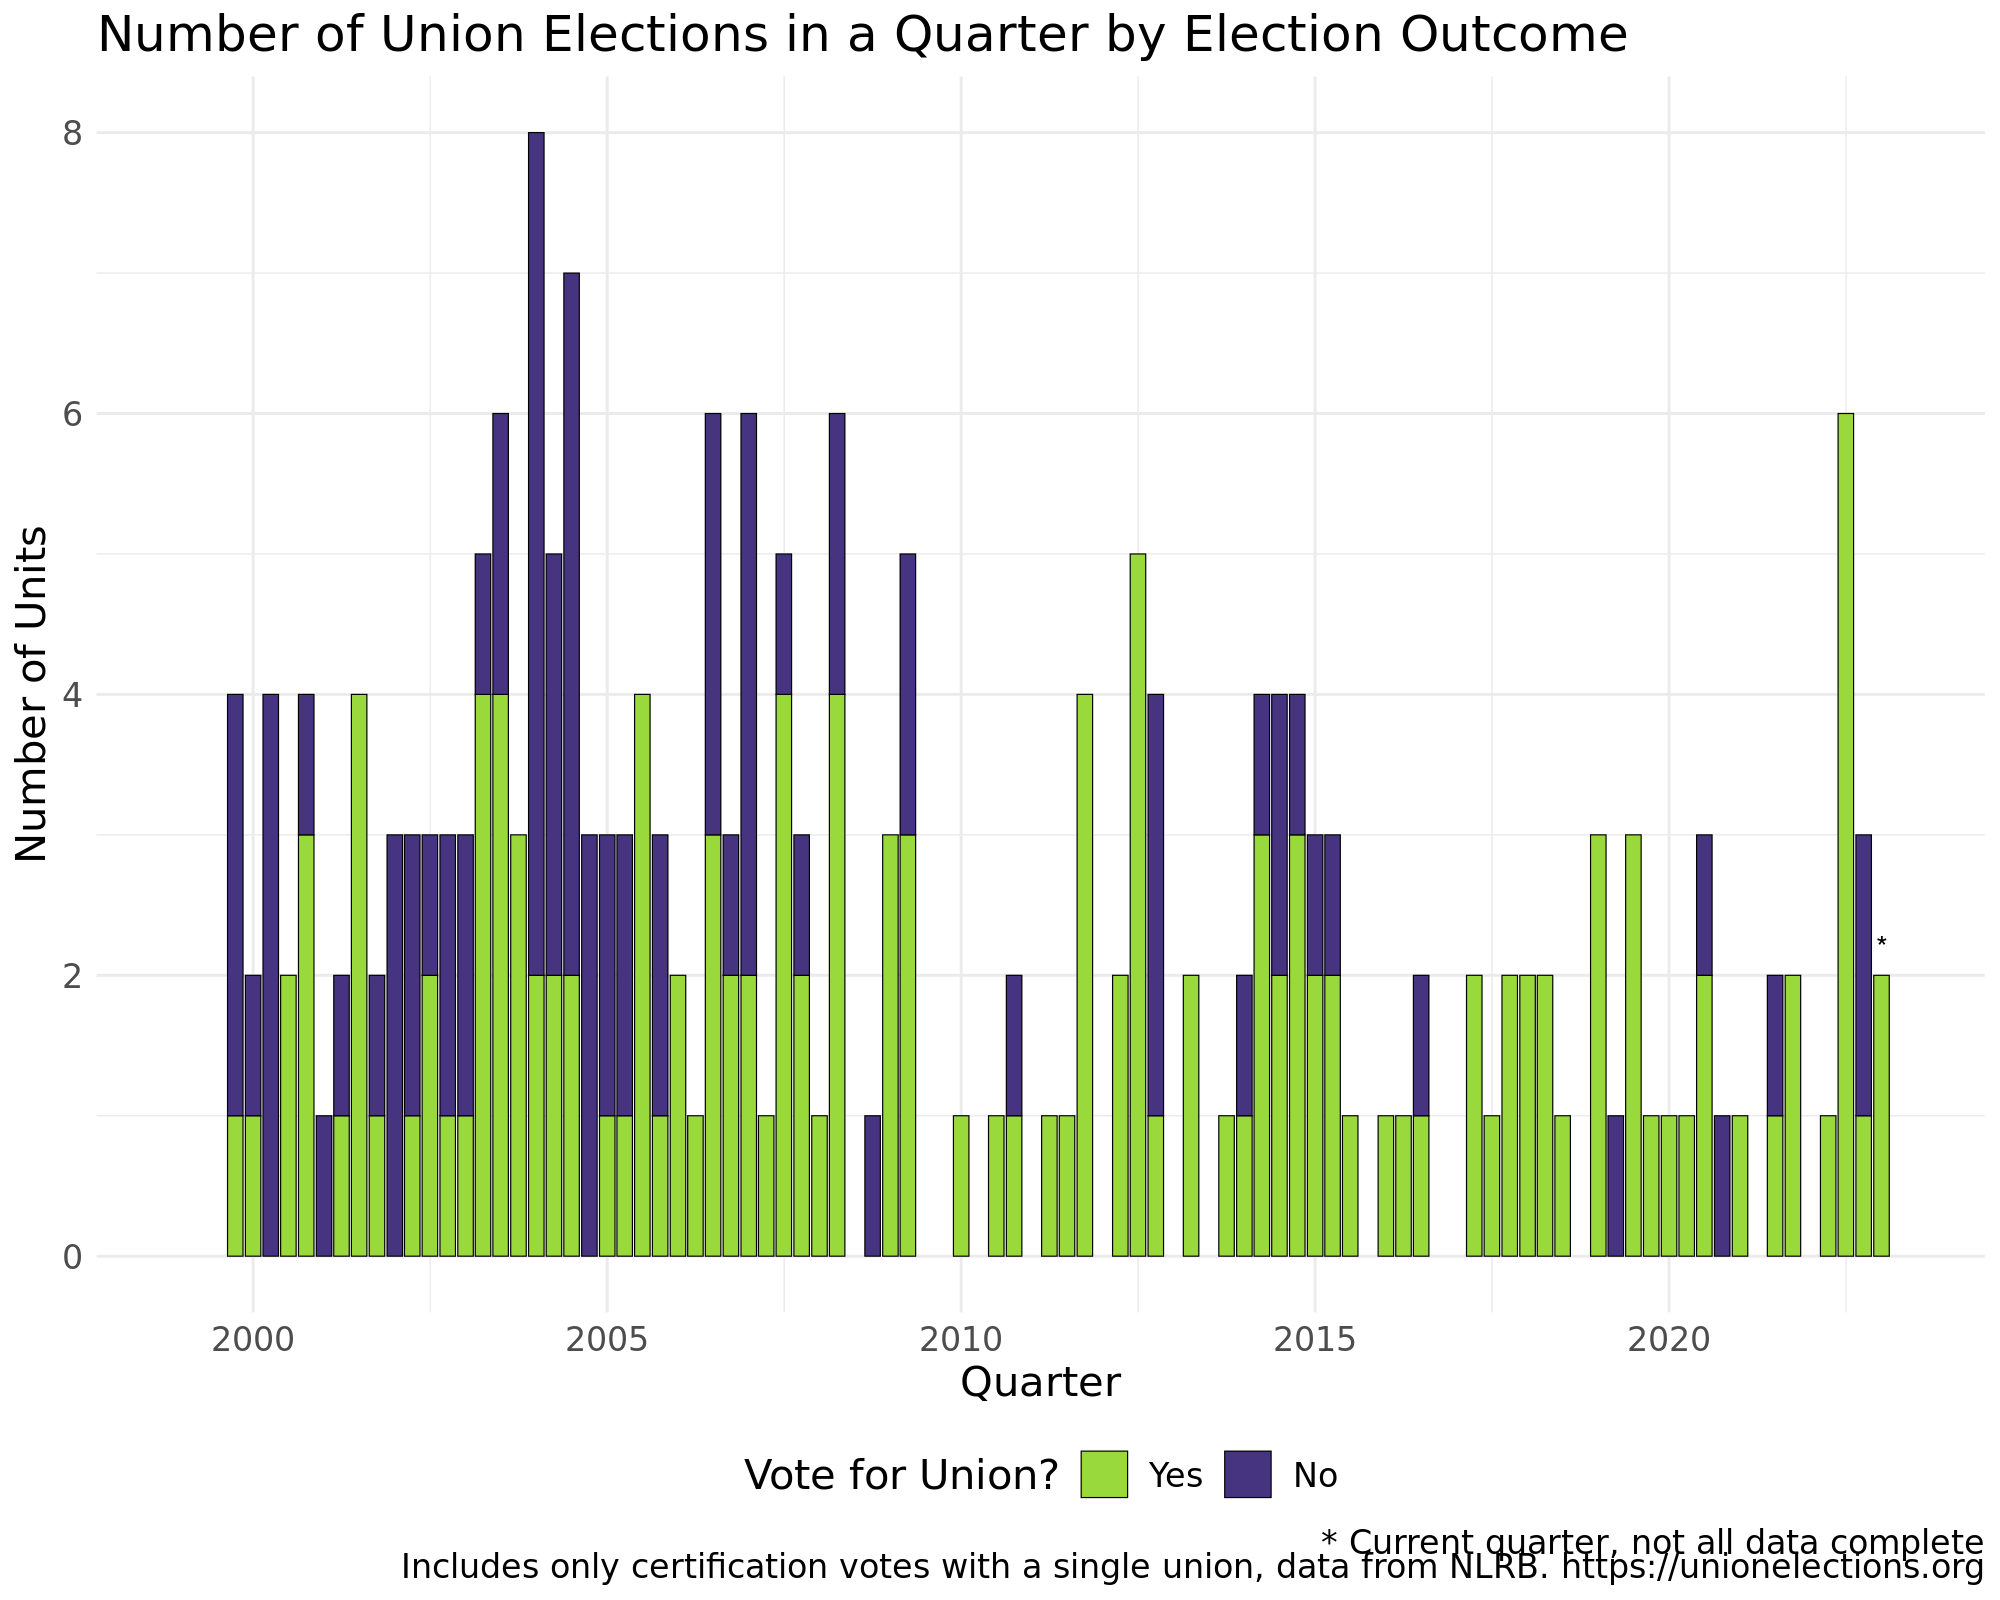 Number of Union Elections in a Quarter by Election Outcome
Number of Units
8
6
4
2
0
*
2000 2005 2010 2015 2020
Quarter
Vote for Union? Yes No
* Current quarter, not all data complete
Includes only certification votes with a single union, data from NLRB. https://unionelections.org